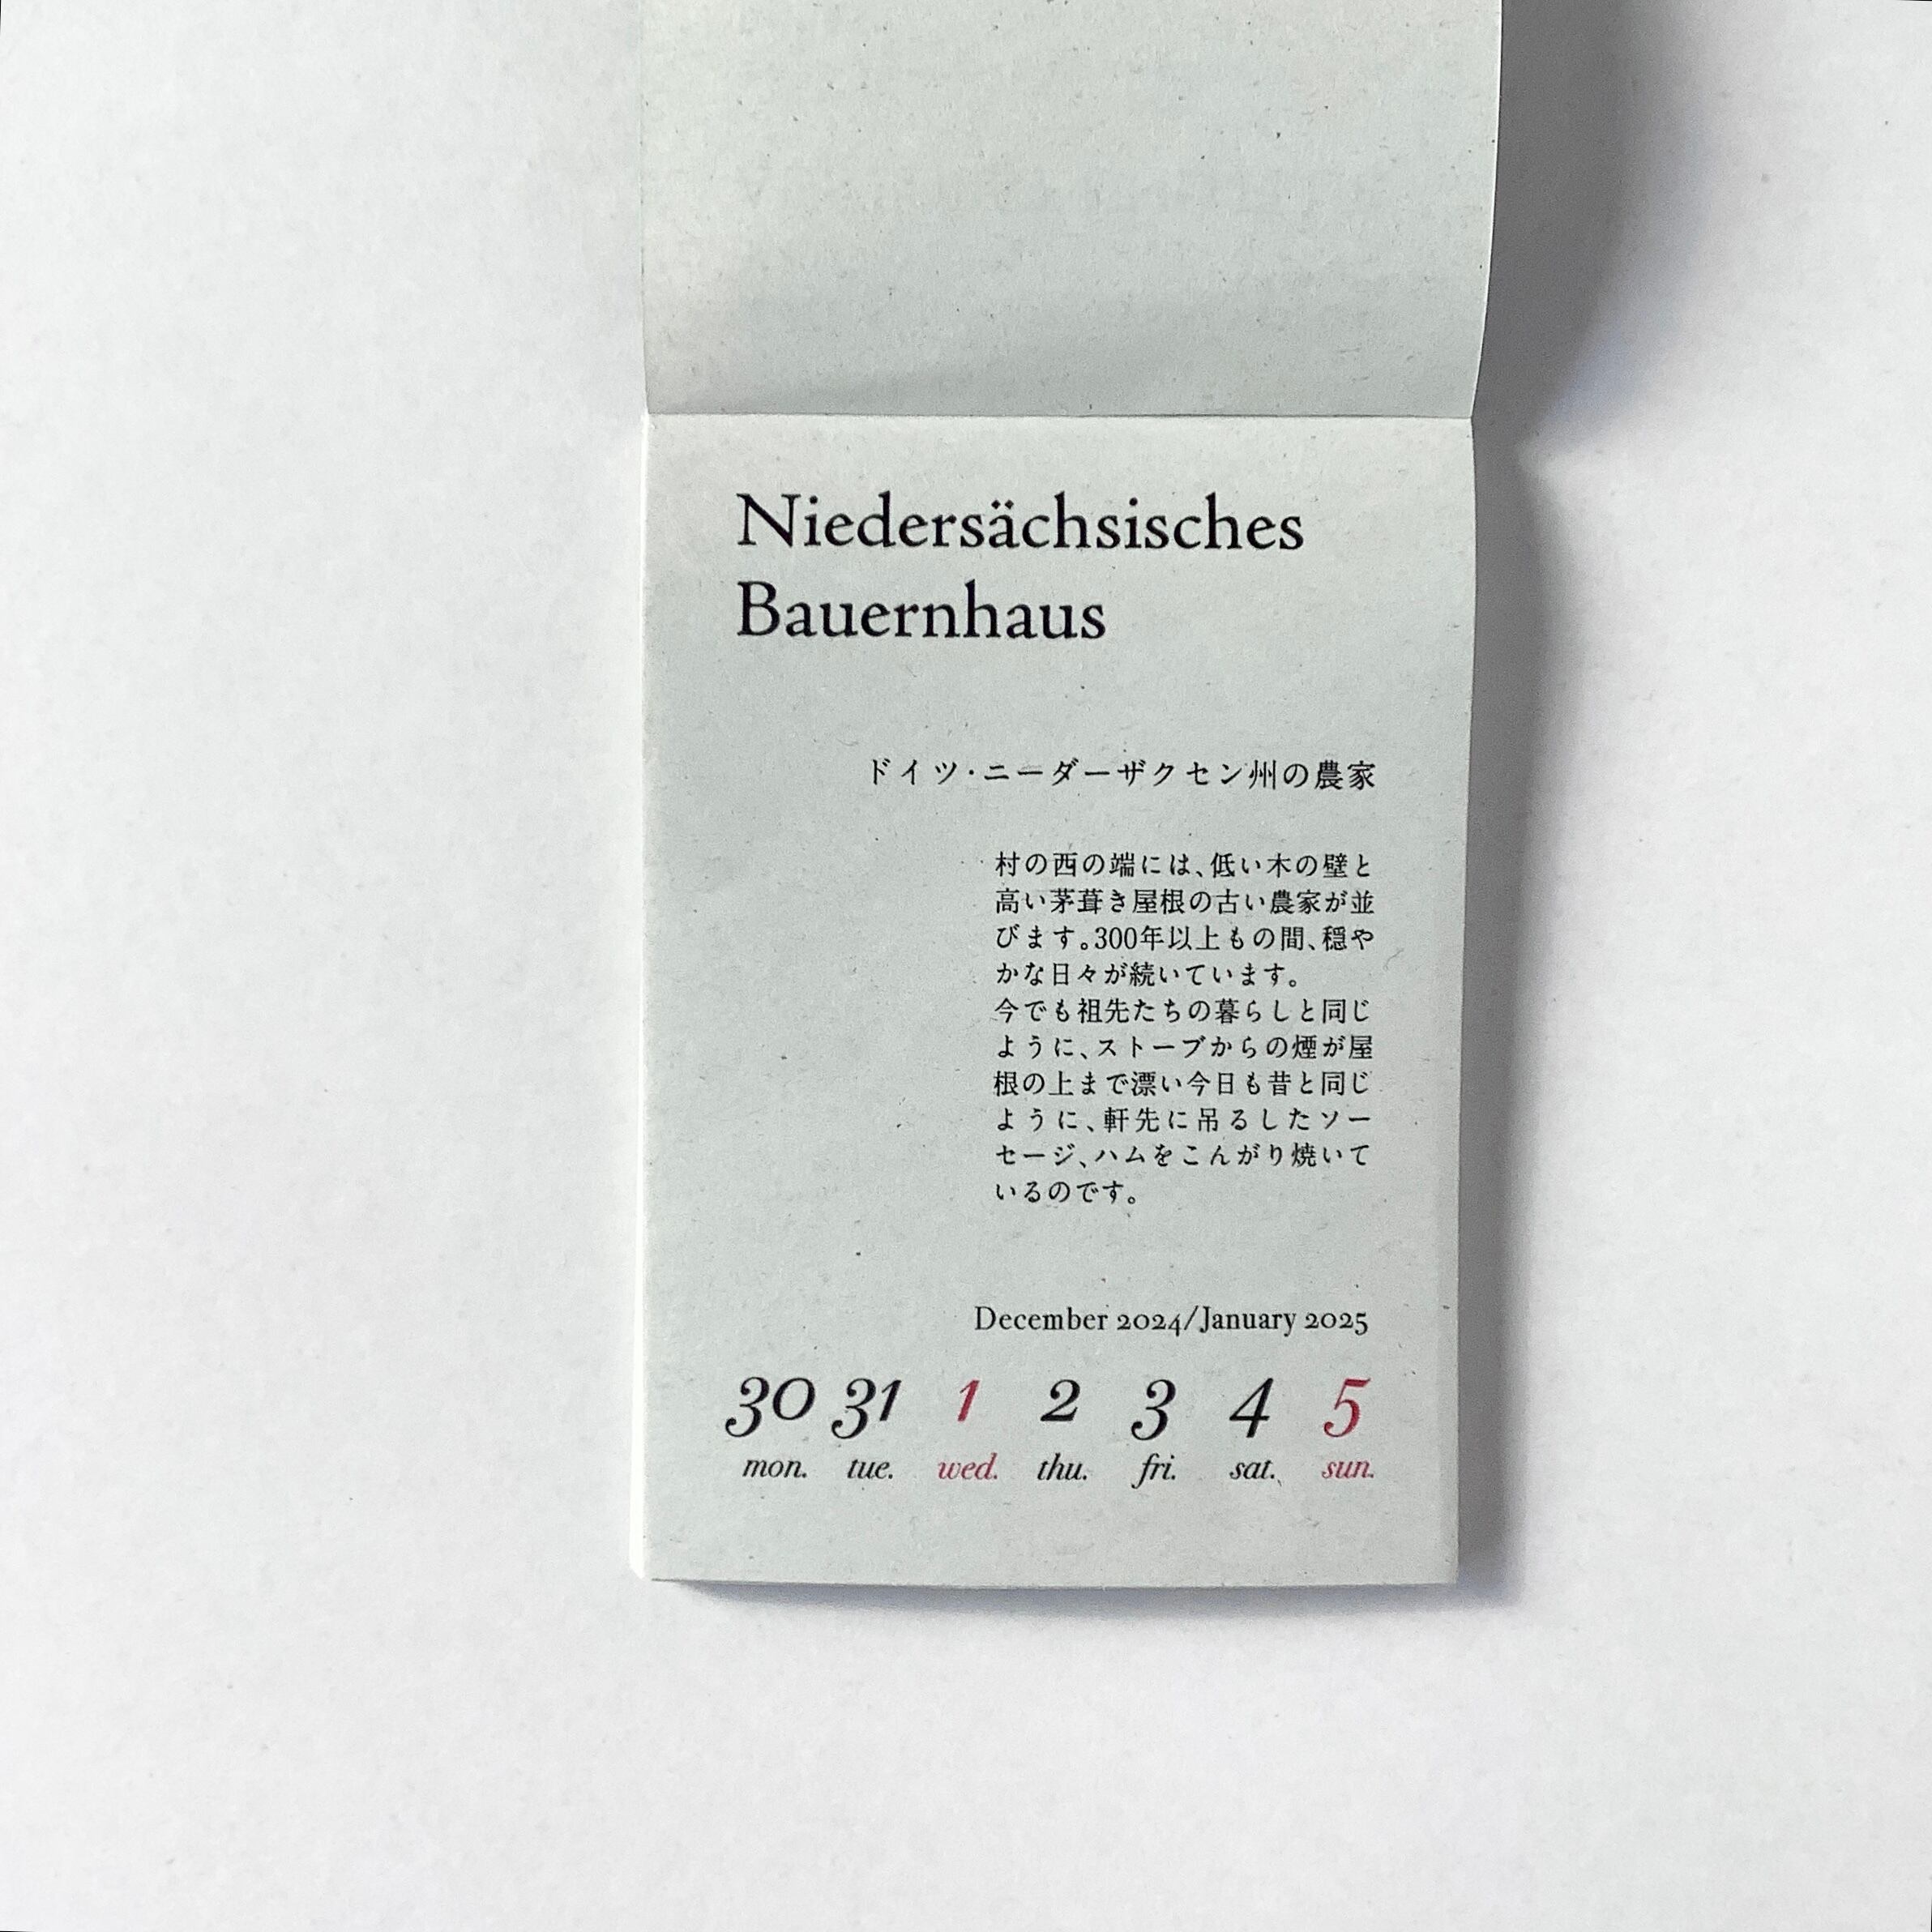 Niedersächsisches
Bauernhaus
ドイツ・ニーダーザクセン州の農家
村の西の端には、低い木の壁と
高い茅葺き屋根の古い農家が並
びます。300年以上もの間、穏や
かな日々が続いています。
今でも祖先たちの暮らしと同じ
ように、ストーブからの煙が屋
根の上まで漂い今日も昔と同じ
ように、軒先に吊るしたソー
セージ、ハムをこんがり焼いて
いるのです。
December 2024/January 2025
30 31 1 2 3 4 5
mon. tue. wed. thu. fri. sat. sun.